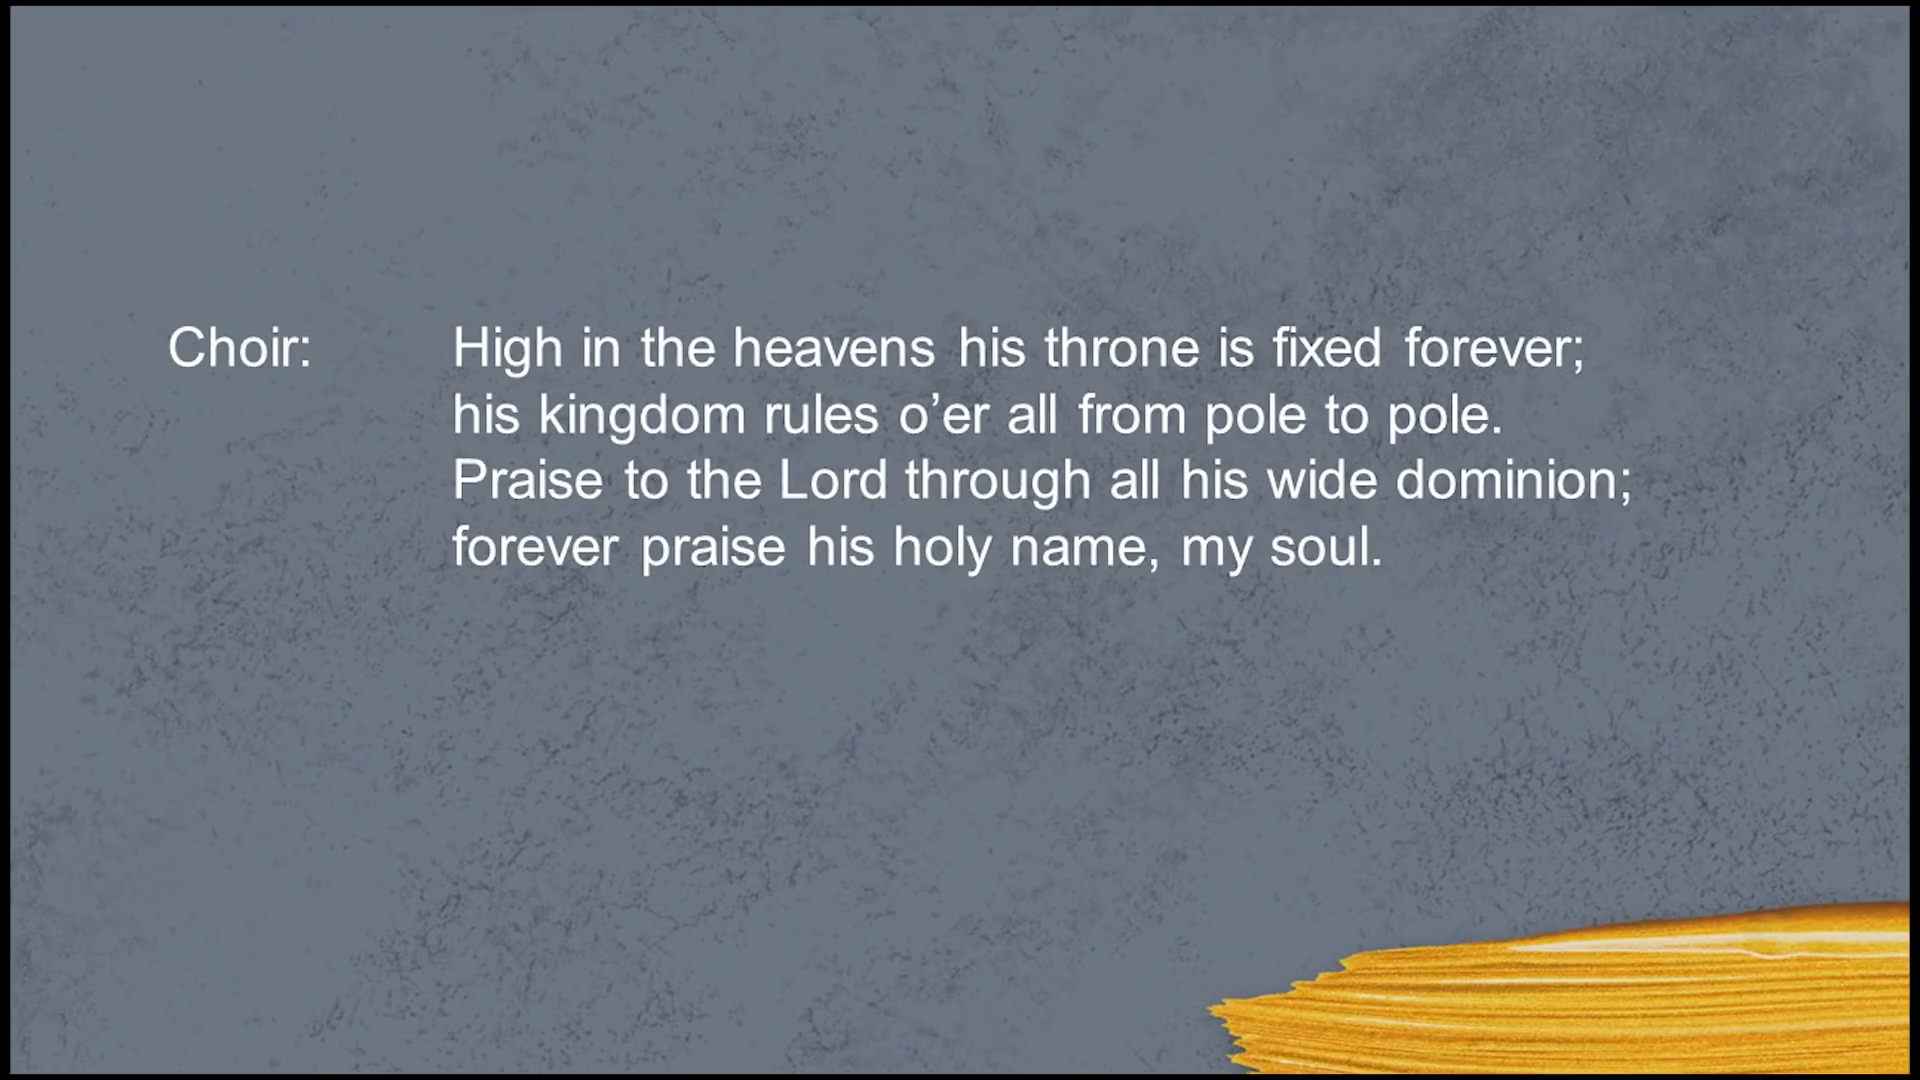 Choir: High in the heavens his throne is fixed forever;
his kingdom rules o’er all from pole to pole.
Praise to the Lord through all his wide dominion;
forever praise his holy name, my soul.